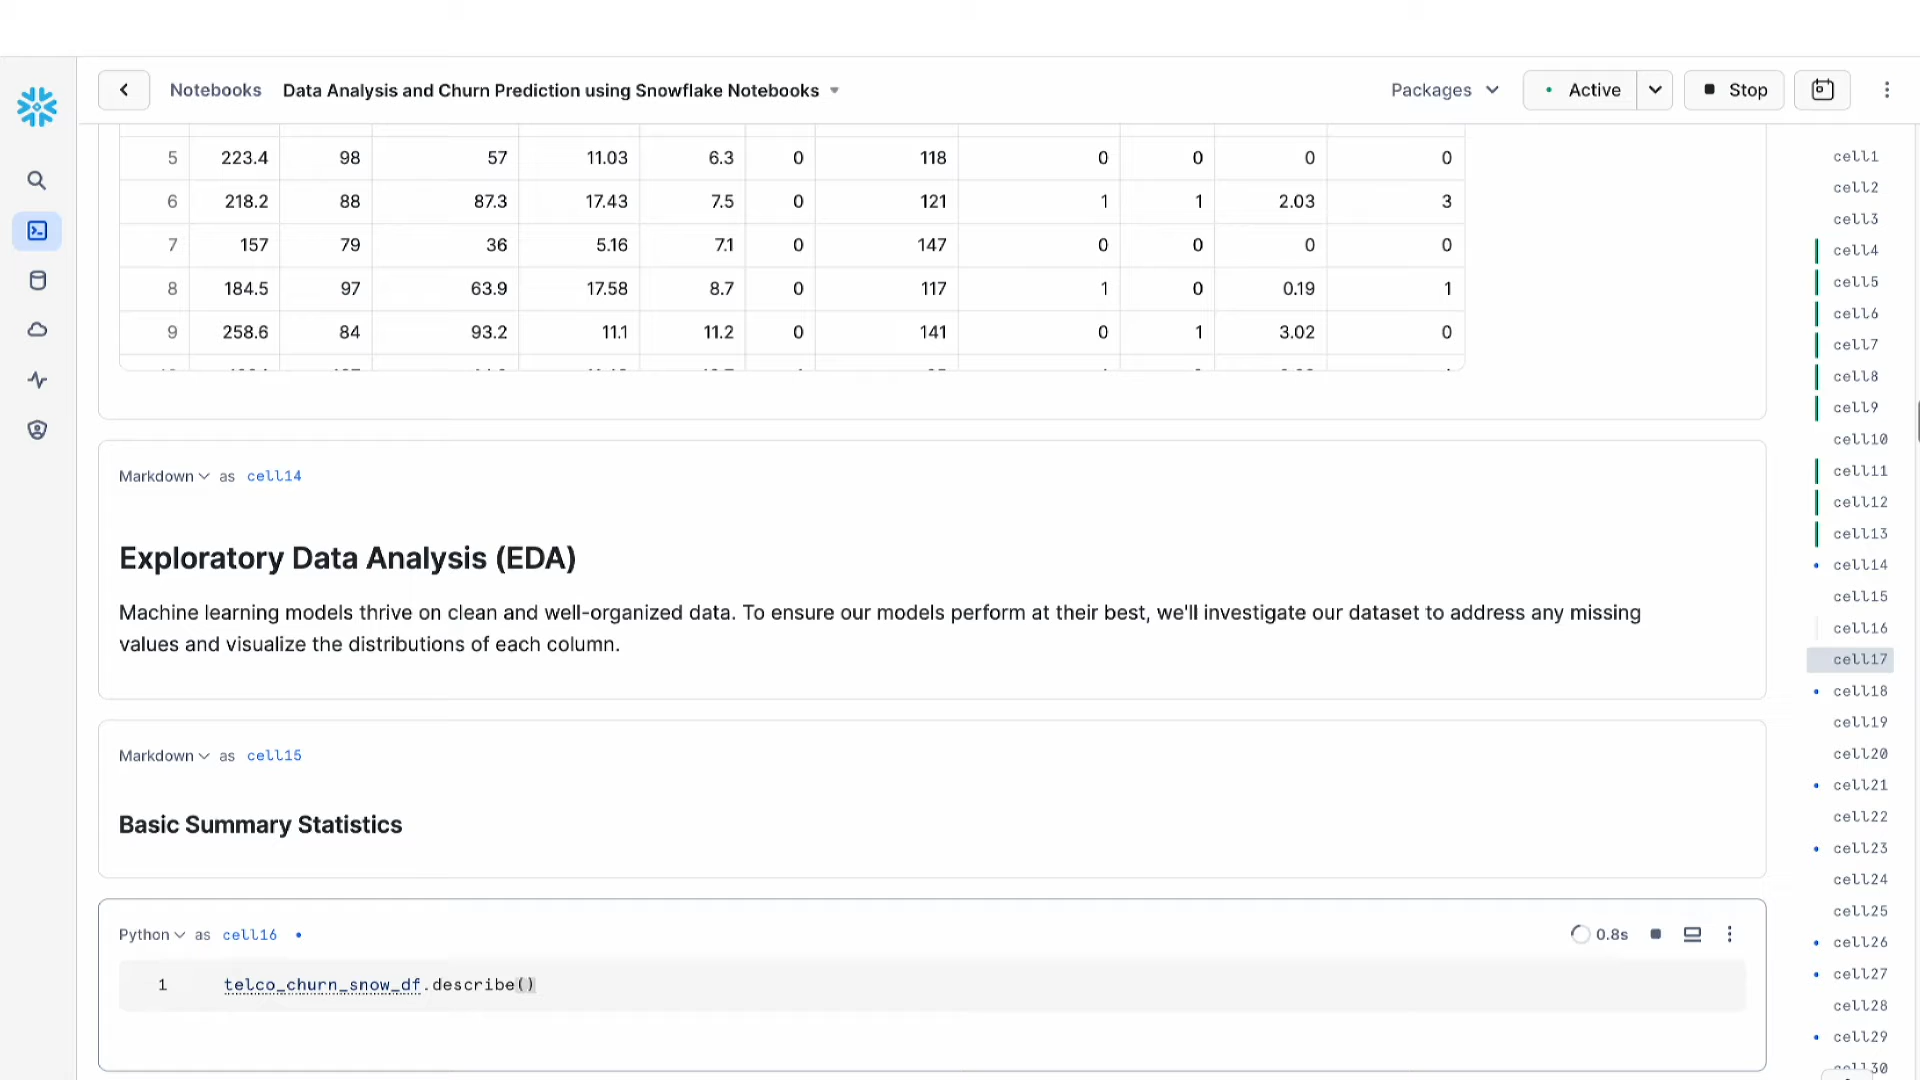 Notebooks Data Analysis and Churn Prediction using Snowflake Notebooks Packages Active Stop
5 223.4 98 57 11.03 6.3 0 118 0 0 0 0
6 218.2 88 87.3 17.43 7.5 0 121 1 1 2.03 3
7 157 79 36 5.16 7.1 0 147 0 0 0 0
8 184.5 97 63.9 17.58 8.7 0 117 1 0 0.19 1
9 258.6 84 93.2 11.1 11.2 0 141 0 1 3.02 0
Markdown as cell14
Exploratory Data Analysis (EDA)
Machine learning models thrive on clean and well-organized data. To ensure our models perform at their best, we'll investigate our dataset to address any missing
values and visualize the distributions of each column.
Markdown as cell15
Basic Summary Statistics
Python as cell16 0.8s
1 telco_churn_snow_df.describe()
cell1
cell2
cell3
cell4
cell5
cell6
cell7
cell8
cell9
cell10
cell11
cell12
cell13
cell14
cell15
cell16
cell17
cell18
cell19
cell20
cell21
cell22
cell23
cell24
cell25
cell26
cell27
cell28
cell29
cell30